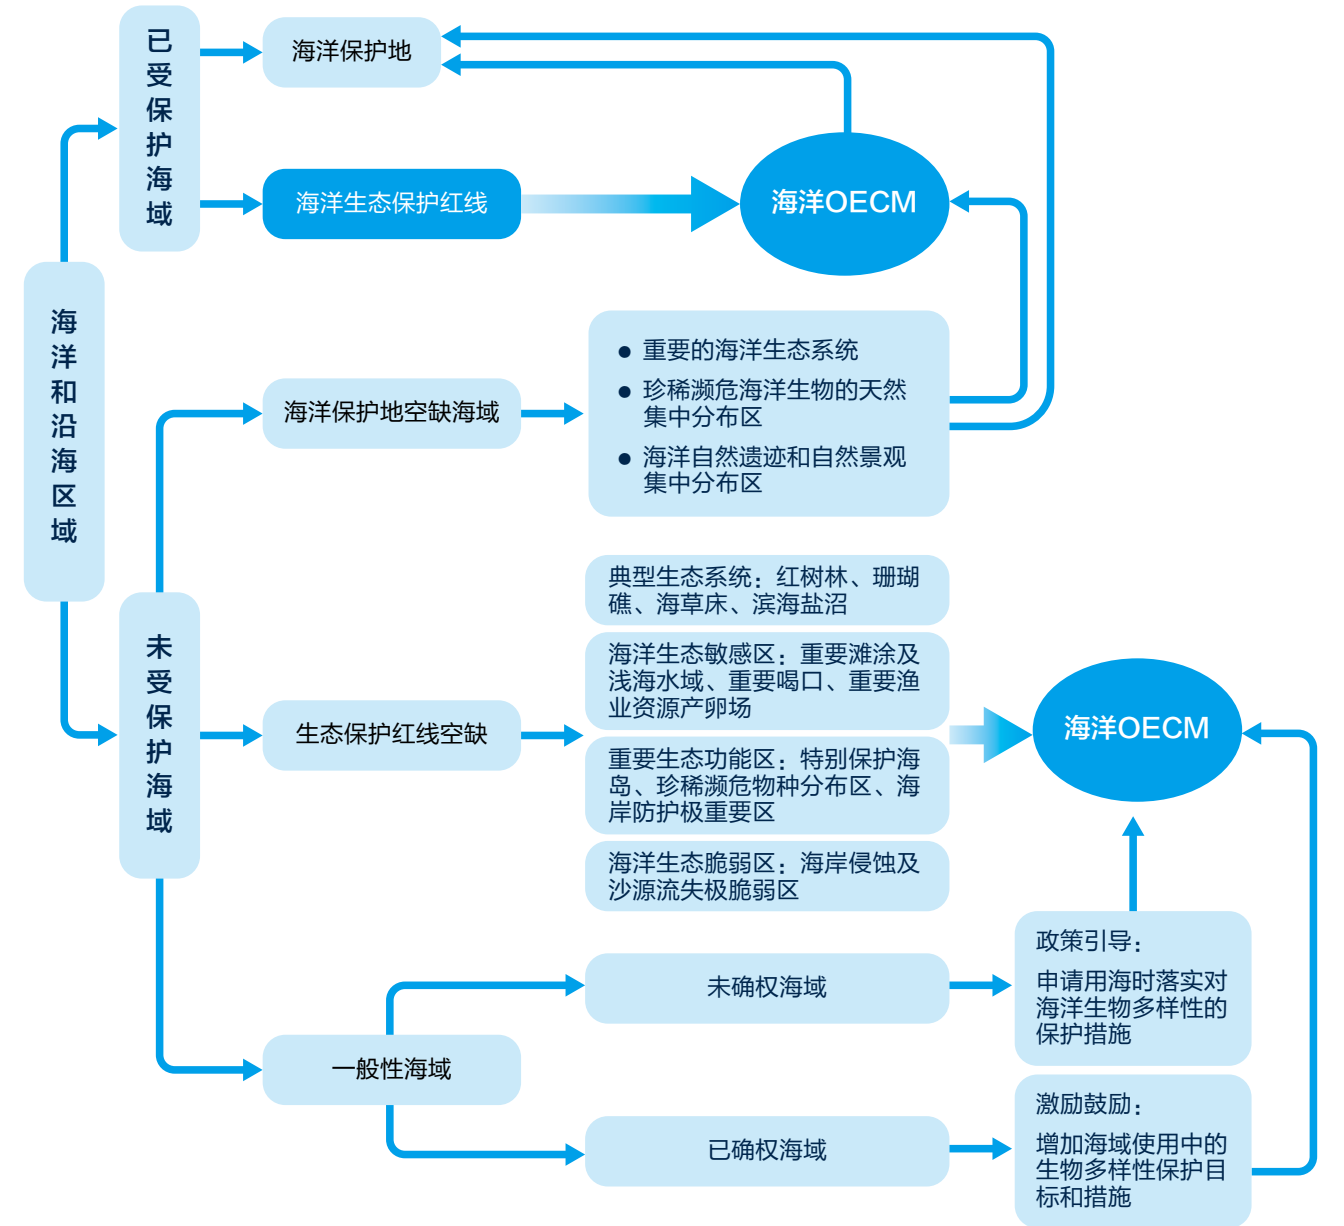 海洋和沿海区域
已受保护海域
海洋保护地
海洋生态保护红线
海洋OECM
未受保护海域
海洋保护地空缺海域
● 重要的海洋生态系统
● 珍稀濒危海洋生物的天然
集中分布区
● 海洋自然遗迹和自然景观
集中分布区
生态保护红线空缺
典型生态系统：红树林、珊瑚
礁、海草床、滨海盐沼
海洋生态敏感区：重要滩涂及
浅海水域、重要喝口、重要渔
业资源产卵场
重要生态功能区：特别保护海
岛、珍稀濒危物种分布区、海
岸防护极重要区
海洋生态脆弱区：海岸侵蚀及
沙源流失极脆弱区
海洋OECM
一般性海域
未确权海域
政策引导：
申请用海时落实对
海洋生物多样性的
保护措施
已确权海域
激励鼓励：
增加海域使用中的
生物多样性保护目
标和措施